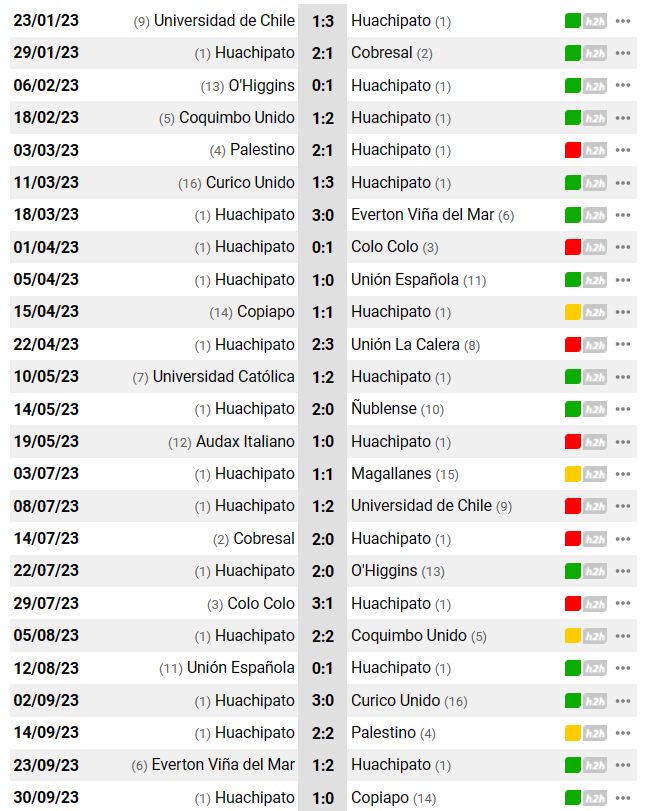 23/01/23 (9) Universidad de Chile 1:3 Huachipato (1) h2h
29/01/23 (1) Huachipato 2:1 Cobresal (2) h2h
06/02/23 (13) O'Higgins 0:1 Huachipato (1) h2h
18/02/23 (5) Coquimbo Unido 1:2 Huachipato (1) h2h
03/03/23 (4) Palestino 2:1 Huachipato (1) h2h
11/03/23 (16) Curico Unido 1:3 Huachipato (1) h2h
18/03/23 (1) Huachipato 3:0 Everton Viña del Mar (6) h2h
01/04/23 (1) Huachipato 0:1 Colo Colo (3) h2h
05/04/23 (1) Huachipato 1:0 Unión Española (11) h2h
15/04/23 (14) Copiapo 1:1 Huachipato (1) h2h
22/04/23 (1) Huachipato 2:3 Unión La Calera (8) h2h
10/05/23 (7) Universidad Católica 1:2 Huachipato (1) h2h
14/05/23 (1) Huachipato 2:0 Ñublense (10) h2h
19/05/23 (12) Audax Italiano 1:0 Huachipato (1) h2h
03/07/23 (1) Huachipato 1:1 Magallanes (15) h2h
08/07/23 (1) Huachipato 1:2 Universidad de Chile (9) h2h
14/07/23 (2) Cobresal 2:0 Huachipato (1) h2h
22/07/23 (1) Huachipato 2:0 O'Higgins (13) h2h
29/07/23 (3) Colo Colo 3:1 Huachipato (1) h2h
05/08/23 (1) Huachipato 2:2 Coquimbo Unido (5) h2h
12/08/23 (11) Unión Española 0:1 Huachipato (1) h2h
02/09/23 (1) Huachipato 3:0 Curico Unido (16) h2h
14/09/23 (1) Huachipato 2:2 Palestino (4) h2h
23/09/23 (6) Everton Viña del Mar 1:2 Huachipato (1) h2h
30/09/23 (1) Huachipato 1:0 Copiapo (14) h2h